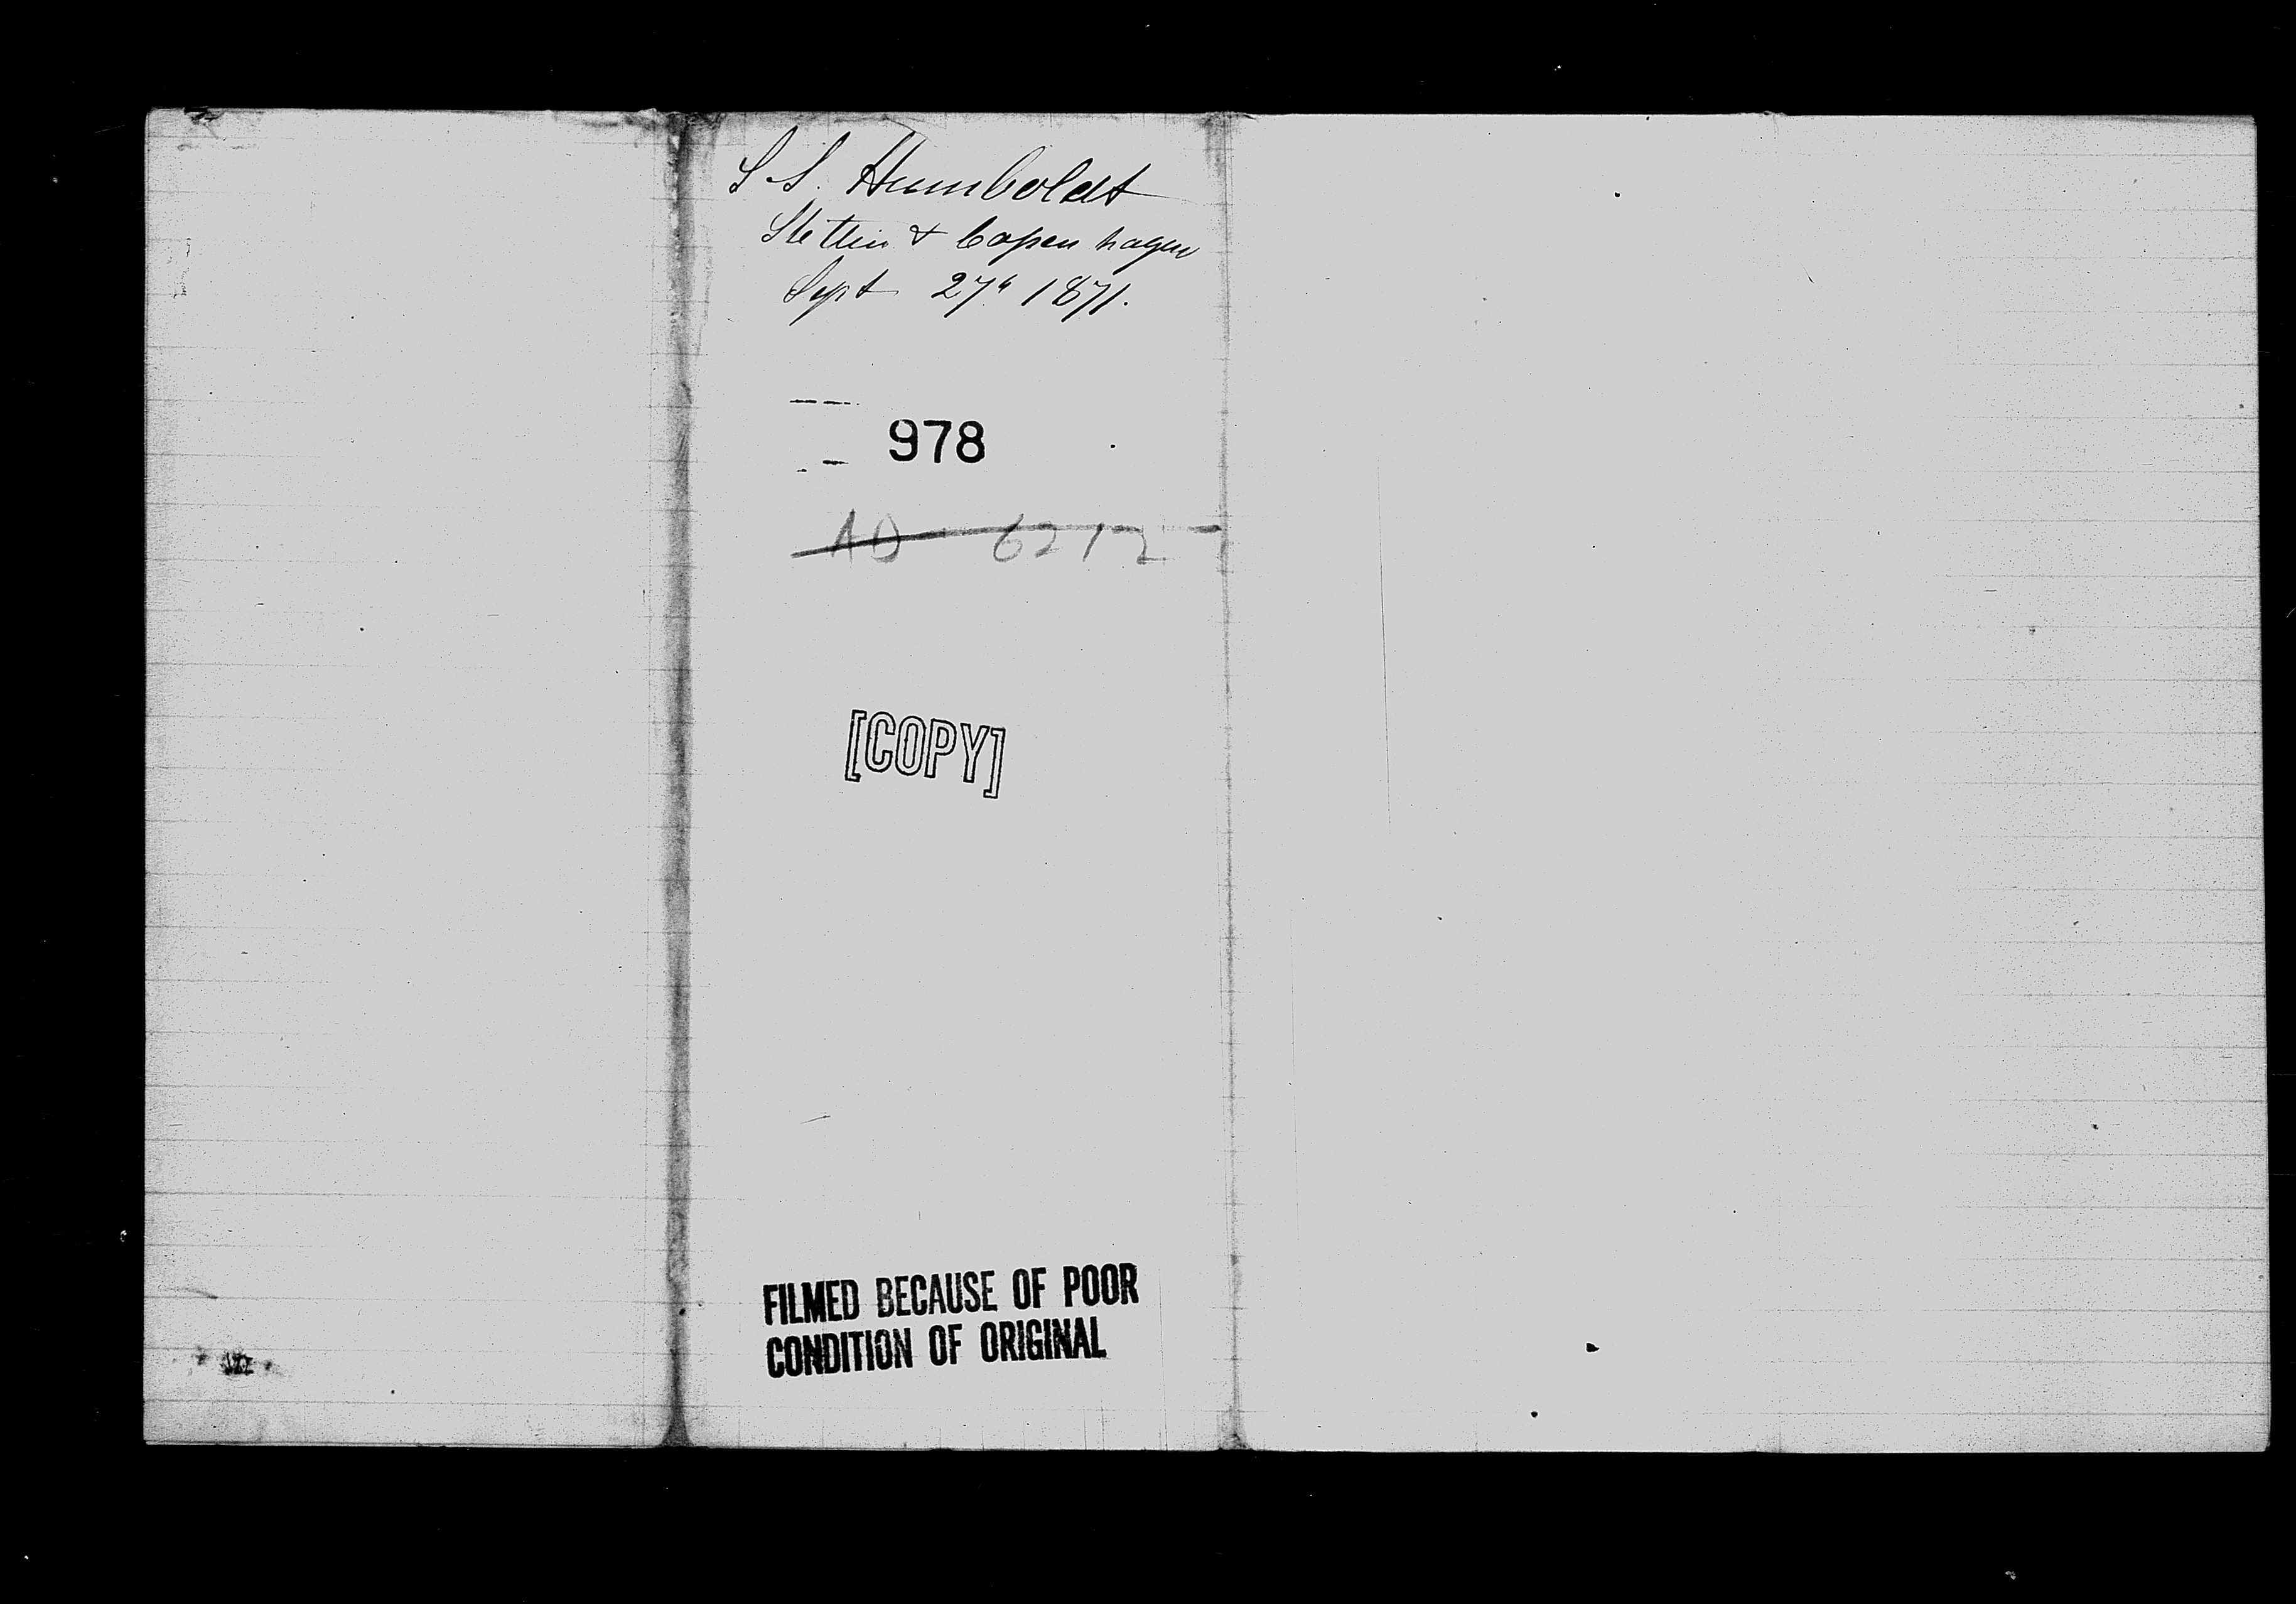 S.S. Humboldt
Stettin & Copenhagen
Sept 27th 1871.
978
AD 6212
[COPY]
FILMED BECAUSE OF POOR
CONDITION OF ORIGINAL